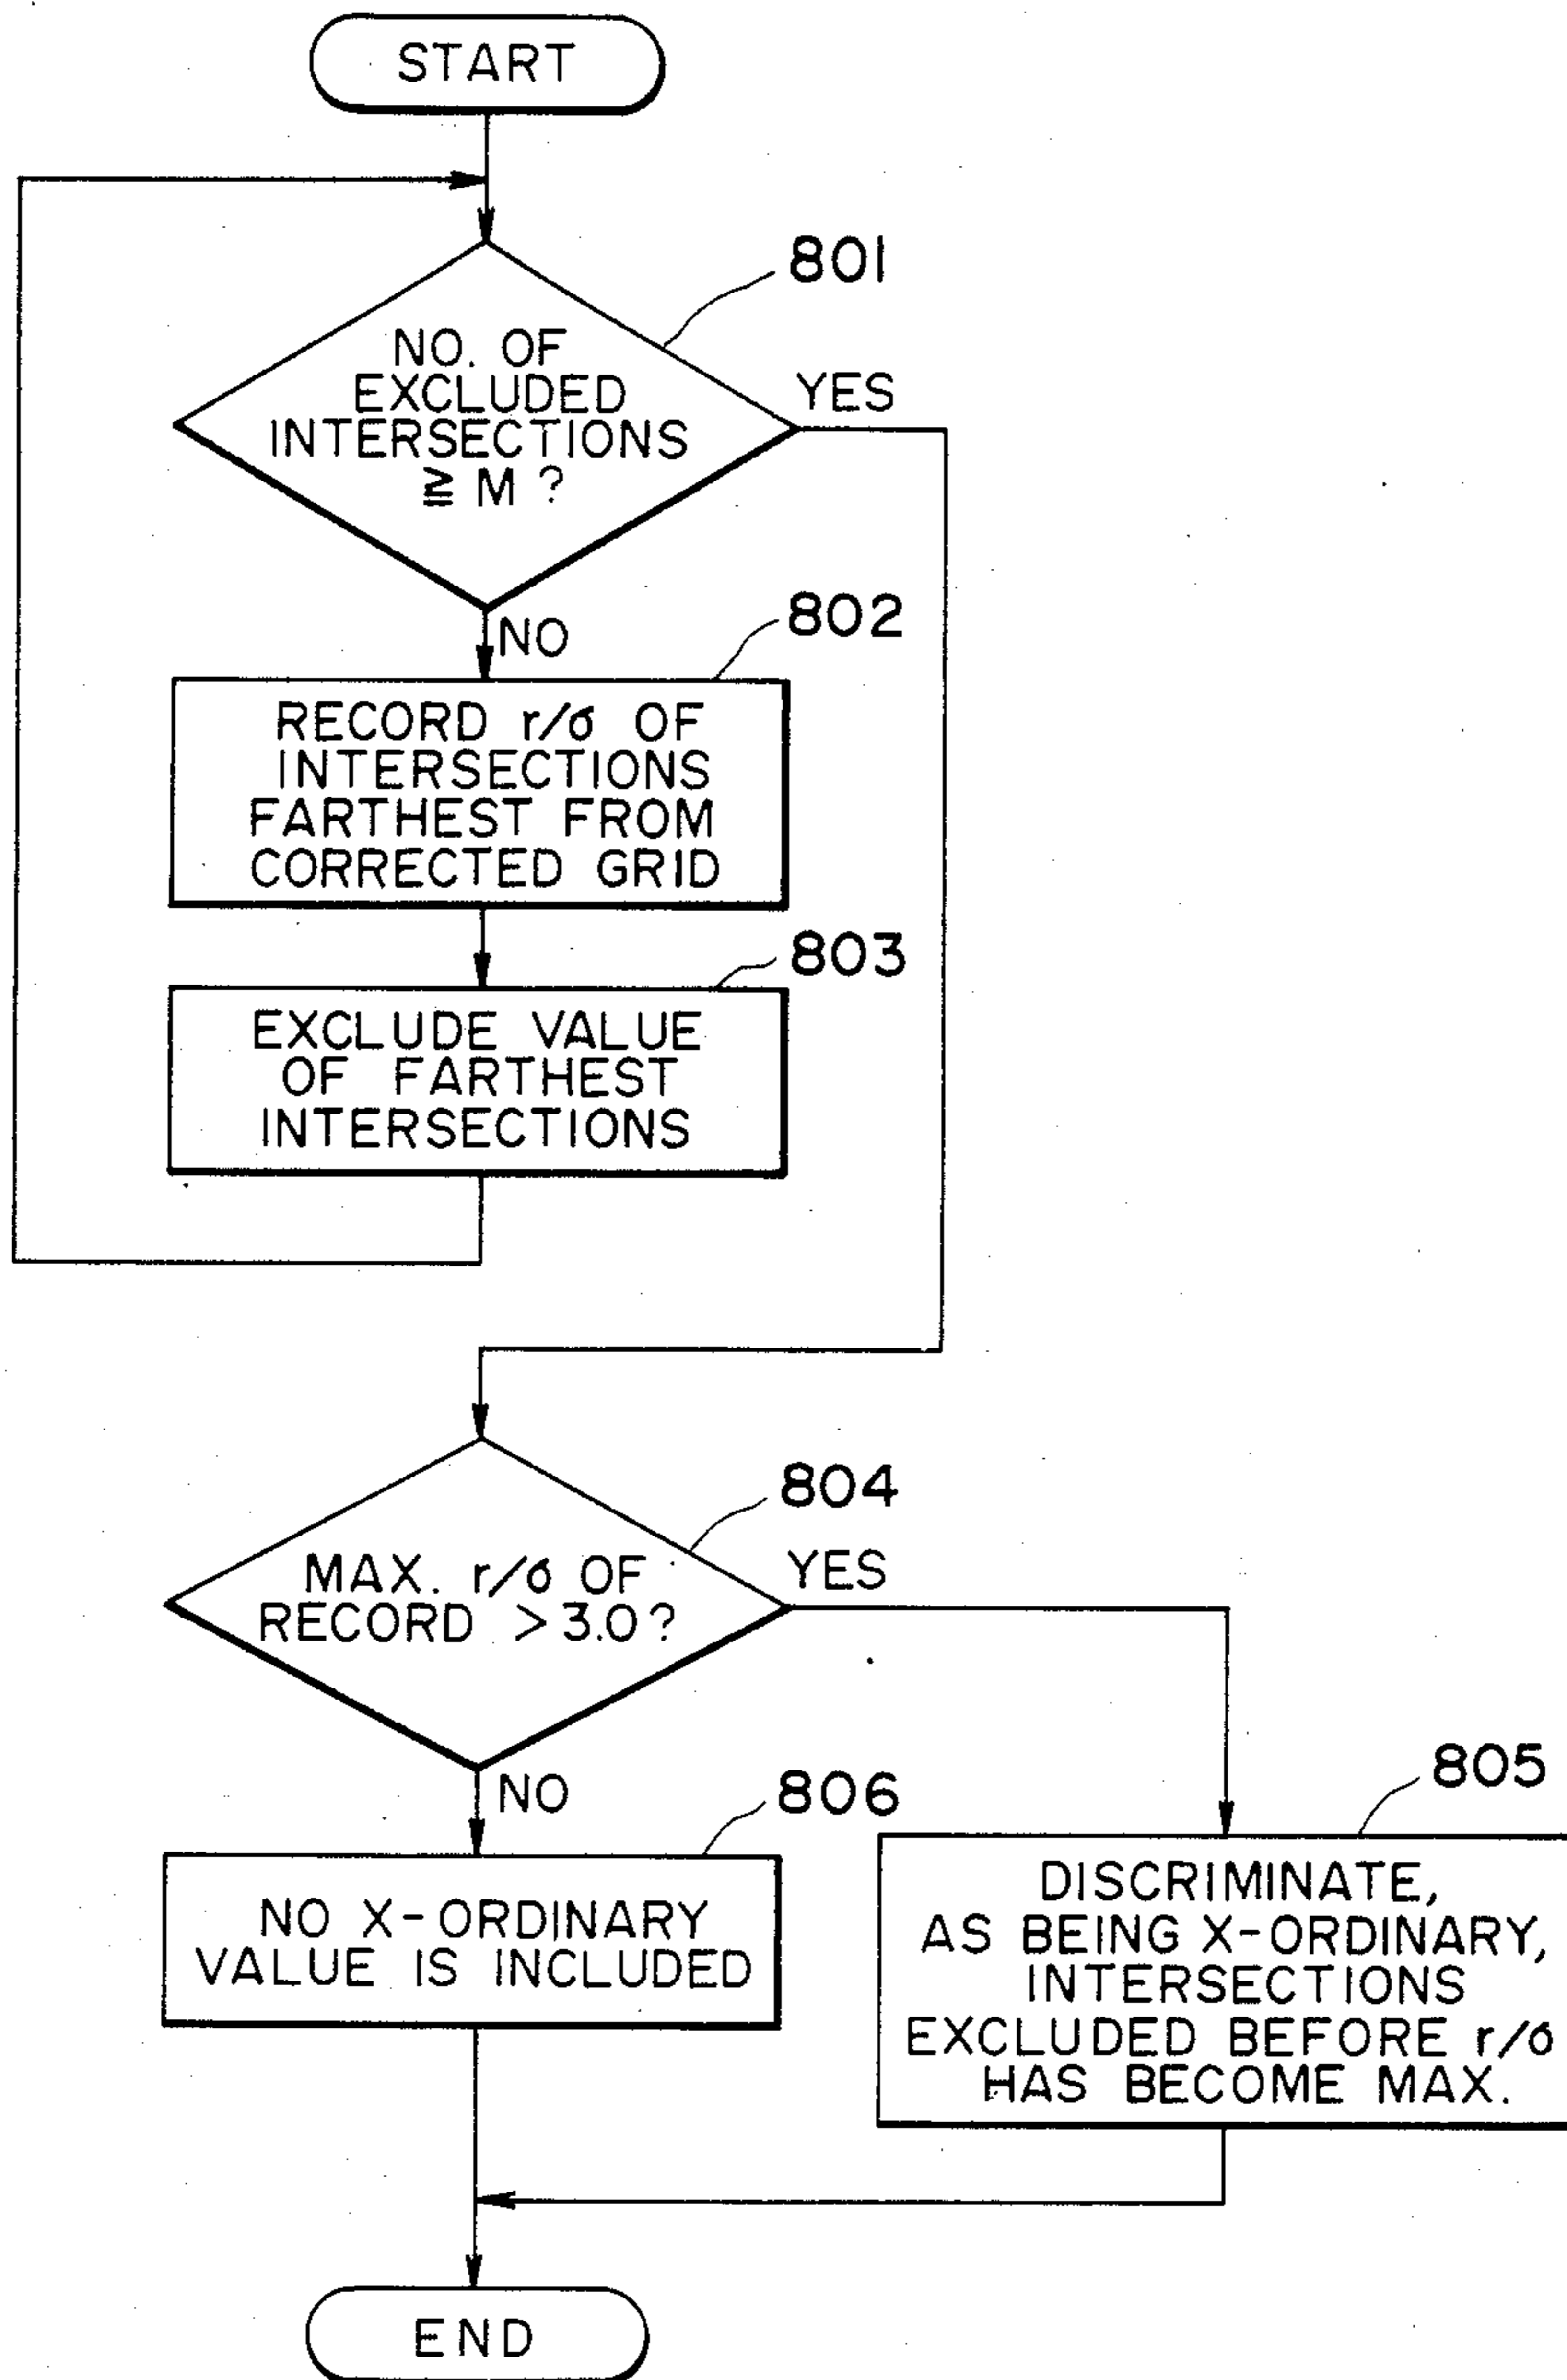 START
801
NO. OF
EXCLUDED
INTERSECTIONS
≧ M ?
YES
NO
802
RECORD r/σ OF
INTERSECTIONS
FARTHEST FROM
CORRECTED GRID
803
EXCLUDE VALUE
OF FARTHEST
INTERSECTIONS
804
MAX. r/σ OF
RECORD > 3.0 ?
YES
NO
806
NO X-ORDINARY
VALUE IS INCLUDED
805
DISCRIMINATE,
AS BEING X-ORDINARY,
INTERSECTIONS
EXCLUDED BEFORE r/σ
HAS BECOME MAX.
END